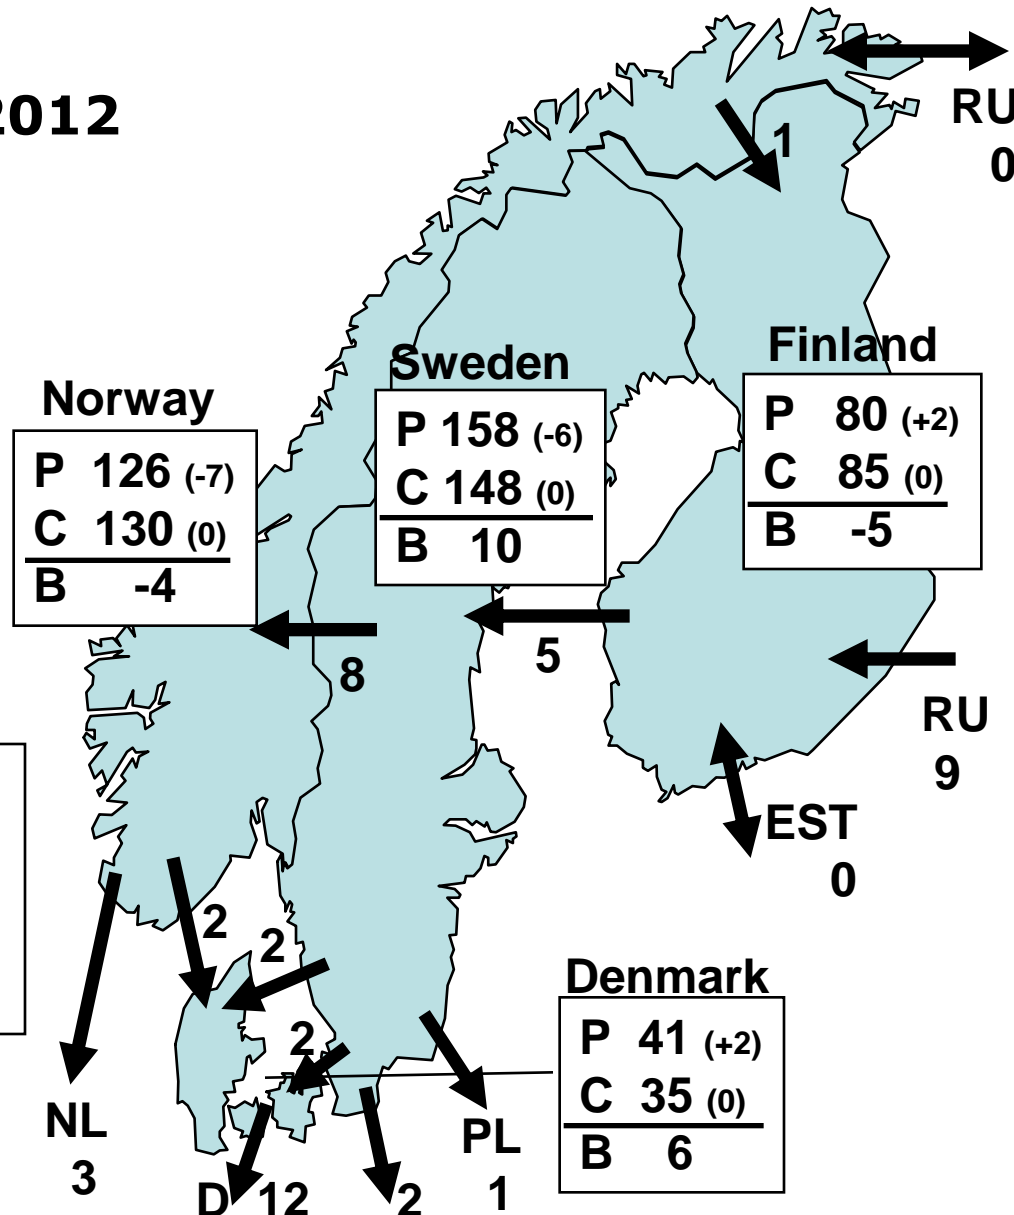 2012
RU
0
1
Finland
P 80 (+2)
C 85 (0)
B -5
Sweden
P 158 (-6)
C 148 (0)
B 10
Norway
P 126 (-7)
C 130 (0)
B -4
8
5
RU
9
EST
0
2
2
2
Denmark
P 41 (+2)
C 35 (0)
B 6
NL
3
PL
1
D 12
2